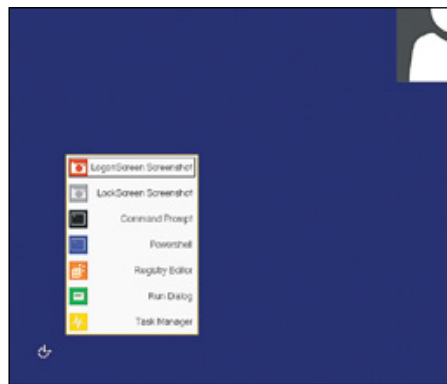 LogonScreen Screenshot
LockScreen Screenshot
Command Prompt
Powershell
Registry Editor
Run Dialog
Task Manager